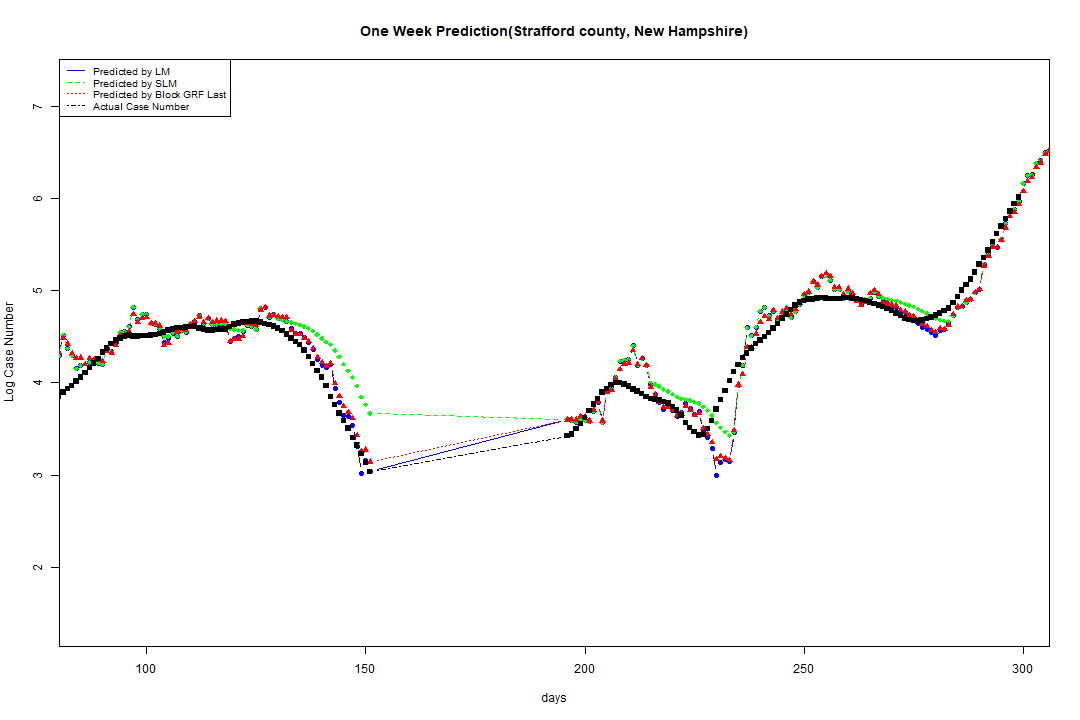 One Week Prediction(Strafford county, New Hampshire)
Predicted by LM
Predicted by SLM
Predicted by Block GRF Last
Actual Case Number
Log Case Number
7
6
5
4
3
2
100 150 200 250 300
days